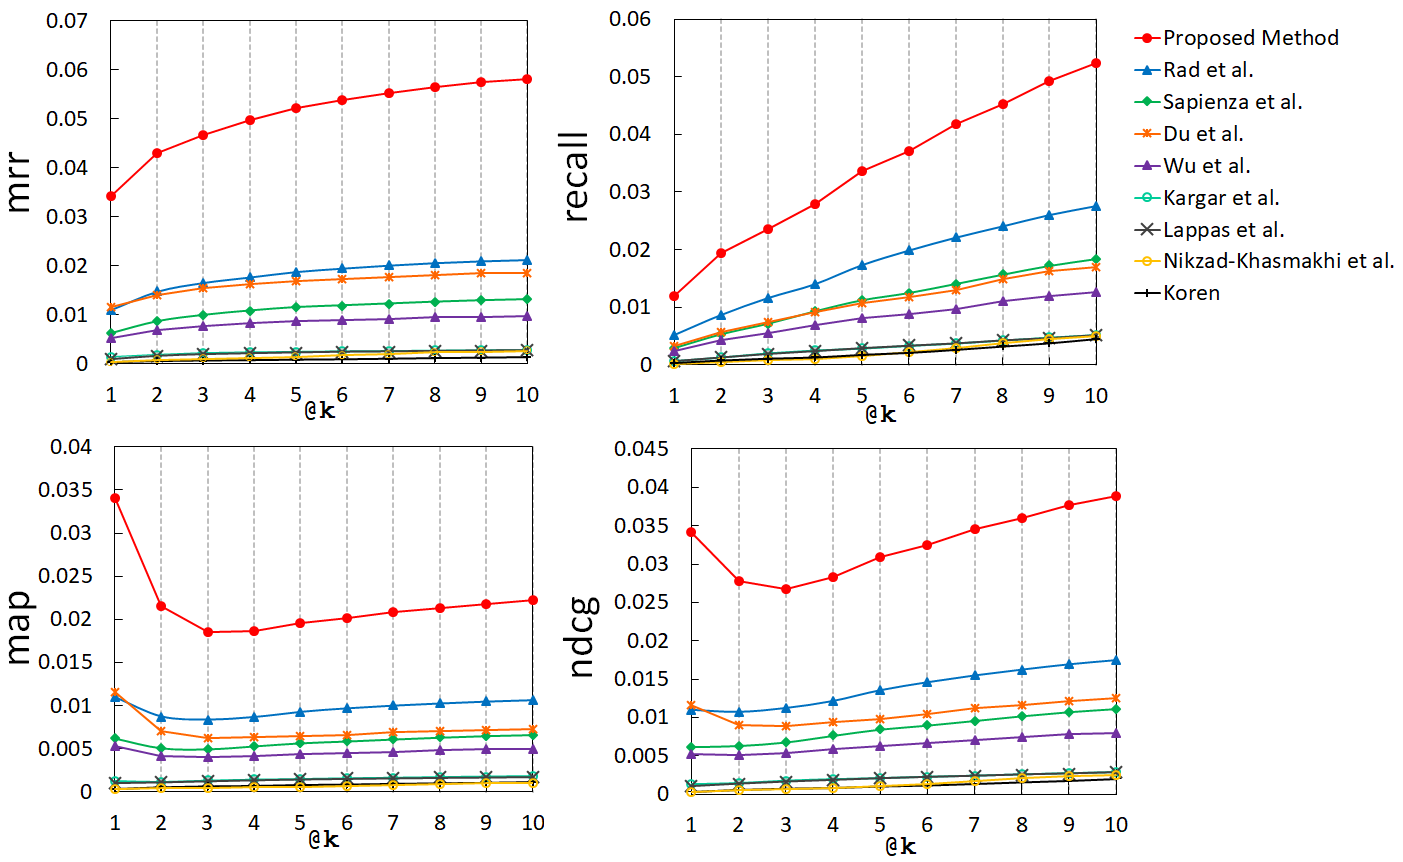 mrr
0.07
0.06
0.05
0.04
0.03
0.02
0.01
0
1 2 3 4 5 6 7 8 9 10
@k
recall
0.06
0.05
0.04
0.03
0.02
0.01
0
1 2 3 4 5 6 7 8 9 10
@k
Proposed Method
Rad et al.
Sapienza et al.
Du et al.
Wu et al.
Kargar et al.
Lappas et al.
Nikzad-Khasmakhi et al.
Koren
map
0.04
0.035
0.03
0.025
0.02
0.015
0.01
0.005
0
1 2 3 4 5 6 7 8 9 10
@k
ndcg
0.045
0.04
0.035
0.03
0.025
0.02
0.015
0.01
0.005
0
1 2 3 4 5 6 7 8 9 10
@k